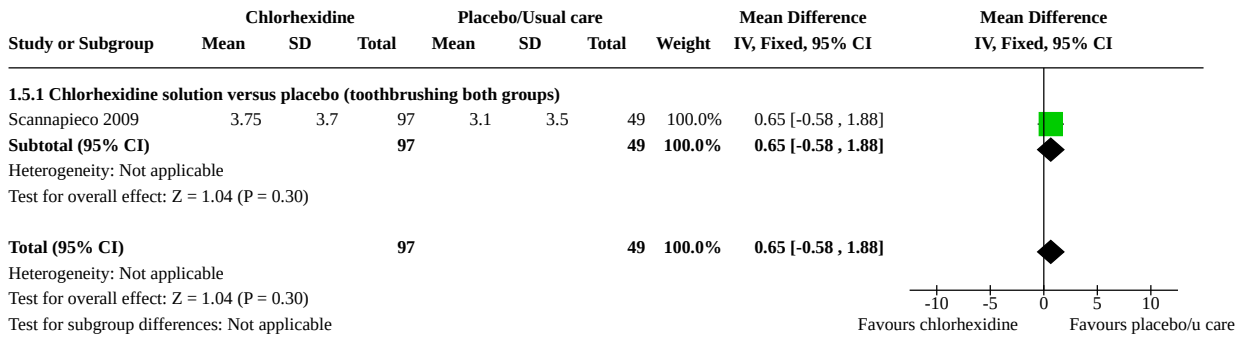 Chlorhexidine Placebo/Usual care Mean Difference Mean Difference
Study or Subgroup Mean SD Total Mean SD Total Weight IV, Fixed, 95% CI IV, Fixed, 95% CI
1.5.1 Chlorhexidine solution versus placebo (toothbrushing both groups)
Scannapieco 2009 3.75 3.7 97 3.1 3.5 49 100.0% 0.65 [-0.58 , 1.88]
Subtotal (95% CI) 97 49 100.0% 0.65 [-0.58 , 1.88]
Heterogeneity: Not applicable
Test for overall effect: Z = 1.04 (P = 0.30)
Total (95% CI) 97 49 100.0% 0.65 [-0.58 , 1.88]
Heterogeneity: Not applicable
Test for overall effect: Z = 1.04 (P = 0.30) -10 -5 0 5 10
Test for subgroup differences: Not applicable Favours chlorhexidine Favours placebo/u care